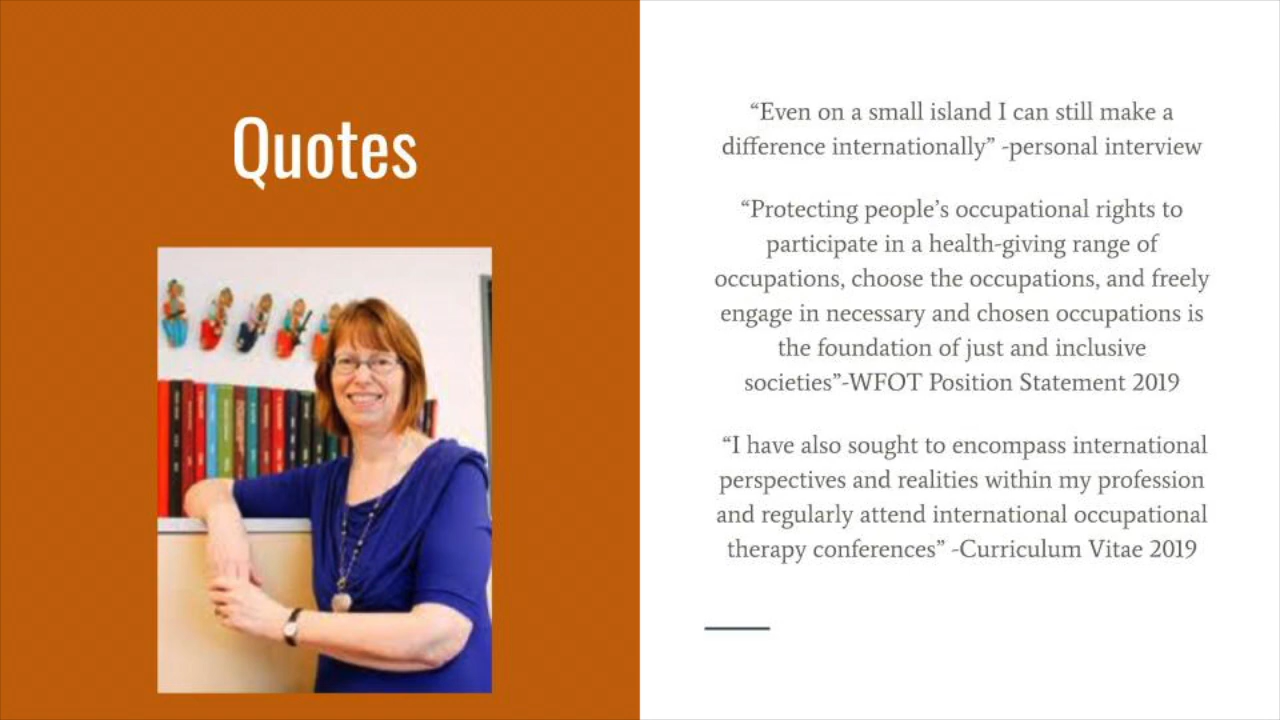 Quotes
“Even on a small island I can still make a
difference internationally” -personal interview
“Protecting people’s occupational rights to
participate in a health-giving range of
occupations, choose the occupations, and freely
engage in necessary and chosen occupations is
the foundation of just and inclusive
societies”-WFOT Position Statement 2019
“I have also sought to encompass international
perspectives and realities within my profession
and regularly attend international occupational
therapy conferences” -Curriculum Vitae 2019